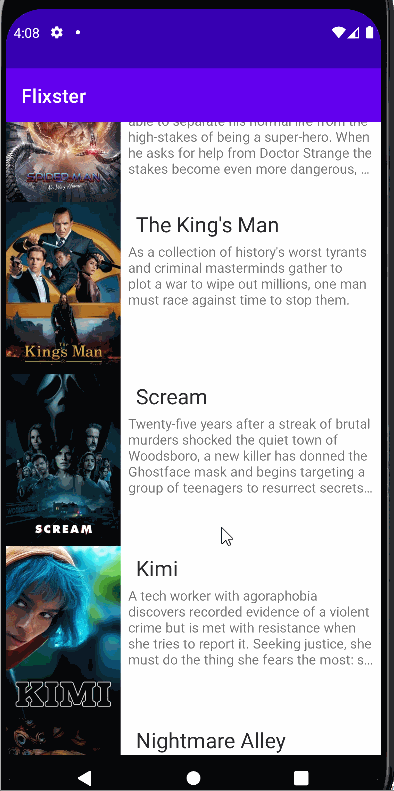 4:08
Flixster
able to separate his normal life from the
high-stakes of being a super-hero. When
he asks for help from Doctor Strange the
stakes become even more dangerous, …
SPIDER-MAN
The King's Man
As a collection of history's worst tyrants
and criminal masterminds gather to
plot a war to wipe out millions, one man
must race against time to stop them.
The
King's Man
Scream
Twenty-five years after a streak of brutal
murders shocked the quiet town of
Woodsboro, a new killer has donned the
Ghostface mask and begins targeting a
group of teenagers to resurrect secrets…
SCREAM
Kimi
A tech worker with agoraphobia
discovers recorded evidence of a violent
crime but is met with resistance when
she tries to report it. Seeking justice, she
must do the thing she fears the most: s…
KIMI
Nightmare Alley